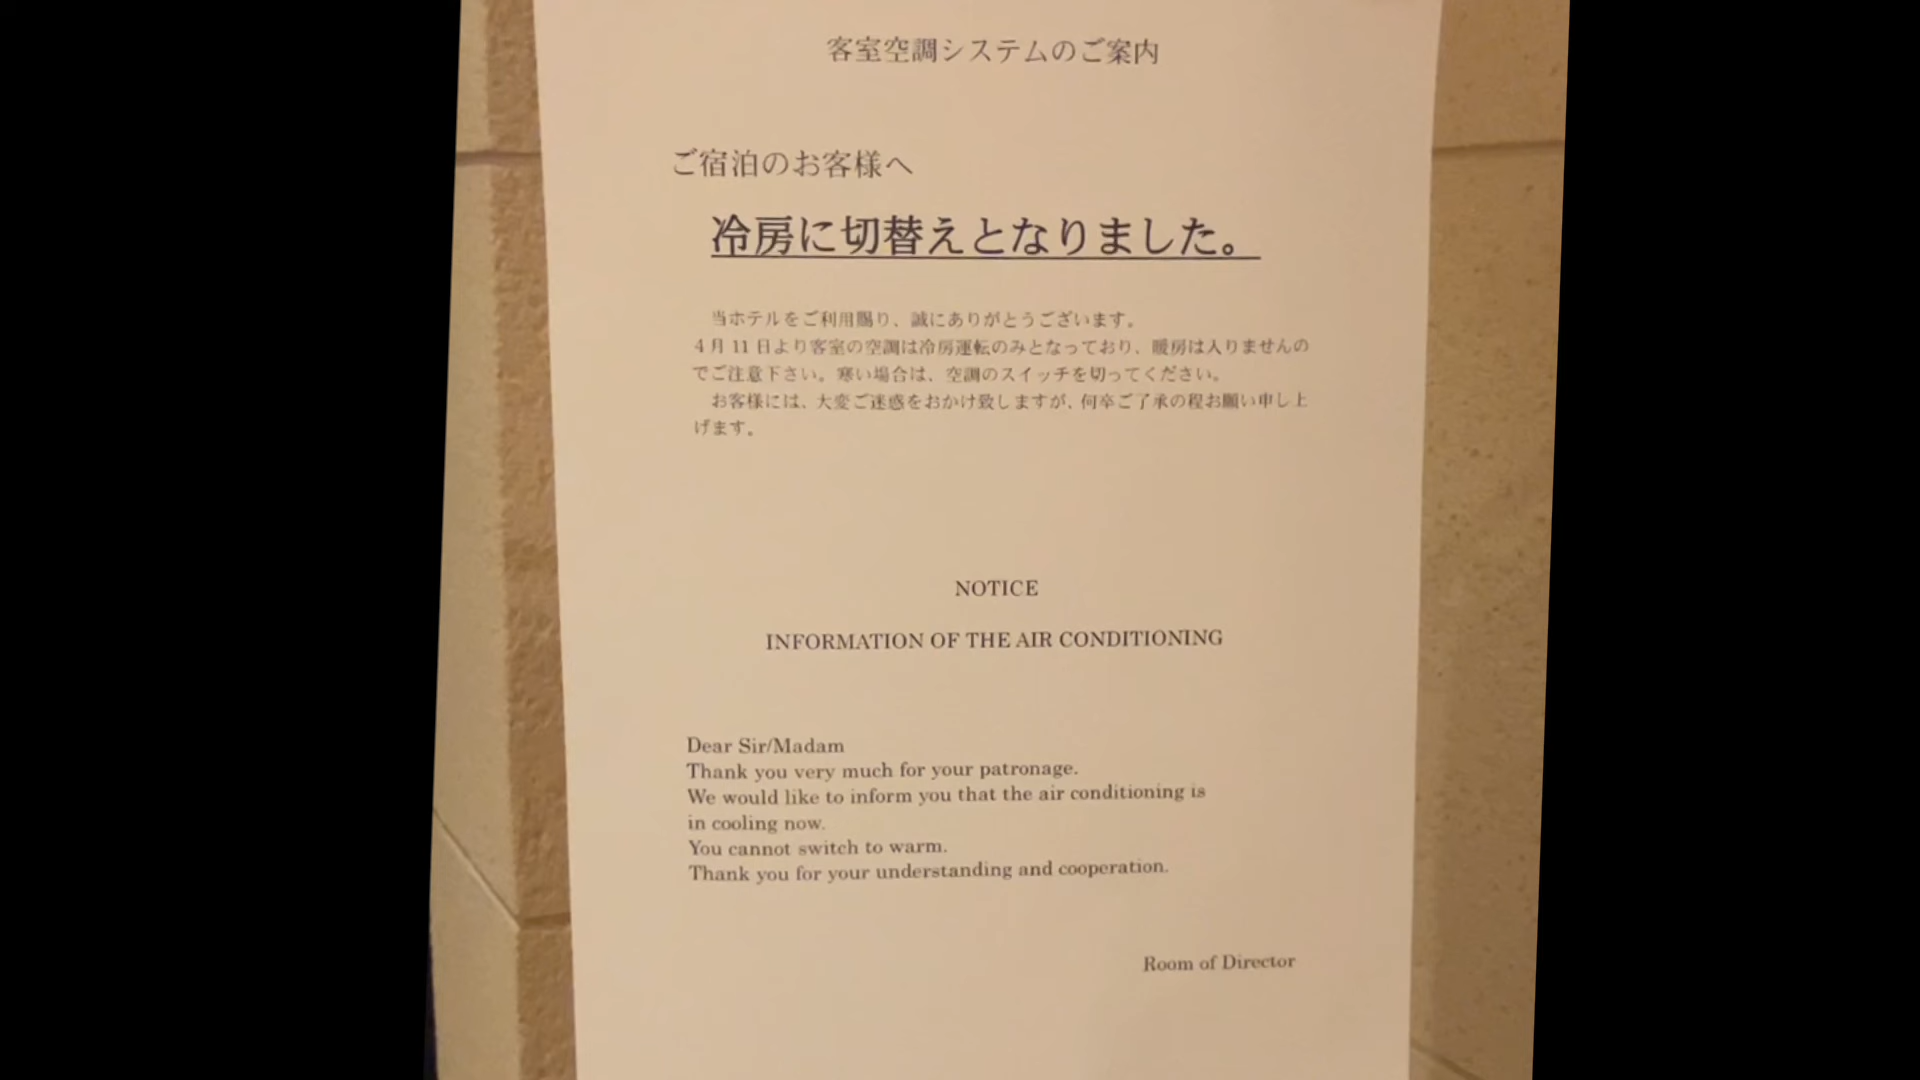 客室空調システムのご案内
ご宿泊のお客様へ
冷房に切替えとなりました。
当ホテルをご利用賜り、誠にありがとうございます。
4月11日より客室の空調は冷房運転のみとなっており、暖房は入りませんの
でご注意下さい。寒い場合は、空調のスイッチを切ってください。
お客様には、大変ご迷惑をおかけ致しますが、何卒ご了承の程お願い申し上
げます。
NOTICE
INFORMATION OF THE AIR CONDITIONING
Dear Sir/Madam
Thank you very much for your patronage.
We would like to inform you that the air conditioning is
in cooling now.
You cannot switch to warm.
Thank you for your understanding and cooperation.
Room of Director